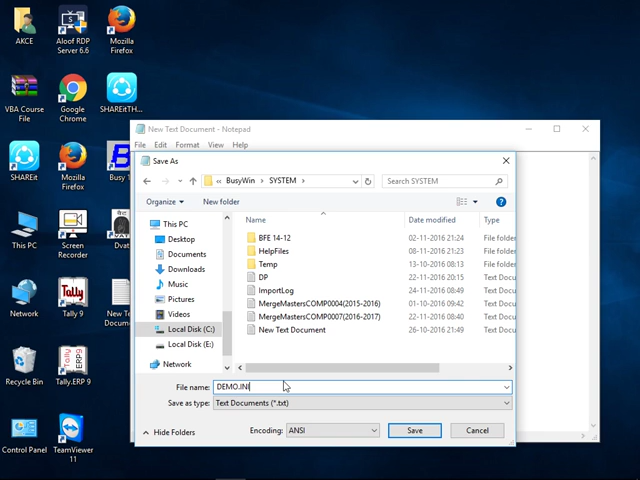 AKCE
Aloof RDP
Server 6.6
Mozilla
Firefox
VBA Course
File
Google
Chrome
SHAREitTH...
SHAREit
Mozilla
Firefox
Busy 1
This PC
Screen
Recorder
Dvat
Network
Tally 9
New T
Docum
Recycle Bin
Tally.ERP 9
Control Panel
TeamViewer
11
New Text Document - Notepad
File Edit Format View Help
Save As
« BusyWin › SYSTEM ›
Search SYSTEM
Organize
New folder
This PC
Desktop
Documents
Downloads
Music
Pictures
Videos
Local Disk (C:)
Local Disk (E:)
Network
Name Date modified Type
BFE 14-12 02-11-2016 21:24 File folder
HelpFiles 08-11-2016 21:23 File folder
Temp 13-10-2016 08:13 File folder
DP 22-11-2016 20:15 Text Docu
ImportLog 24-11-2016 08:49 Text Docu
MergeMastersCOMP0004(2015-2016) 01-10-2016 09:42 Text Docu
MergeMastersCOMP0007(2016-2017) 22-11-2016 08:40 Text Docu
New Text Document 26-10-2016 21:49 Text Docu
File name: DEMO.INI
Save as type: Text Documents (*.txt)
Hide Folders
Encoding: ANSI
Save
Cancel